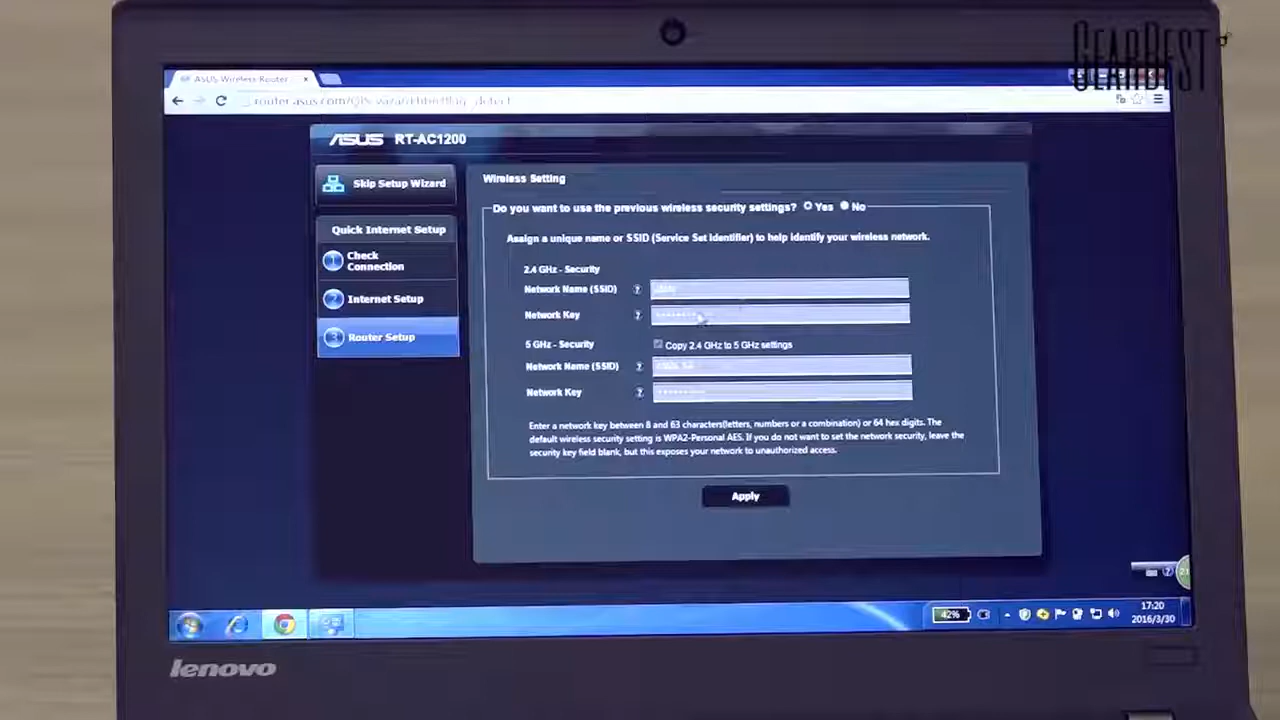 GEARBEST
ASUS Wireless Router
ASUS RT-AC1200
Skip Setup Wizard
Wireless Setting
Do you want to use the previous wireless security settings? Yes No
Quick Internet Setup
Assign a unique name or SSID (Service Set Identifier) to help identify your wireless network.
1 Check
Connection
2.4 GHz - Security
Network Name (SSID) ?
2 Internet Setup
Network Key ?
3 Router Setup
5 GHz - Security Copy 2.4 GHz to 5 GHz settings
Network Name (SSID) ?
Network Key ?
Enter a network key between 8 and 63 characters(letters, numbers or a combination) or 64 hex digits. The
default wireless security setting is WPA2-Personal AES. If you do not want to set the network security, leave the
security key field blank, but this exposes your network to unauthorized access.
Apply
42%
17:20
2016/3/30
lenovo